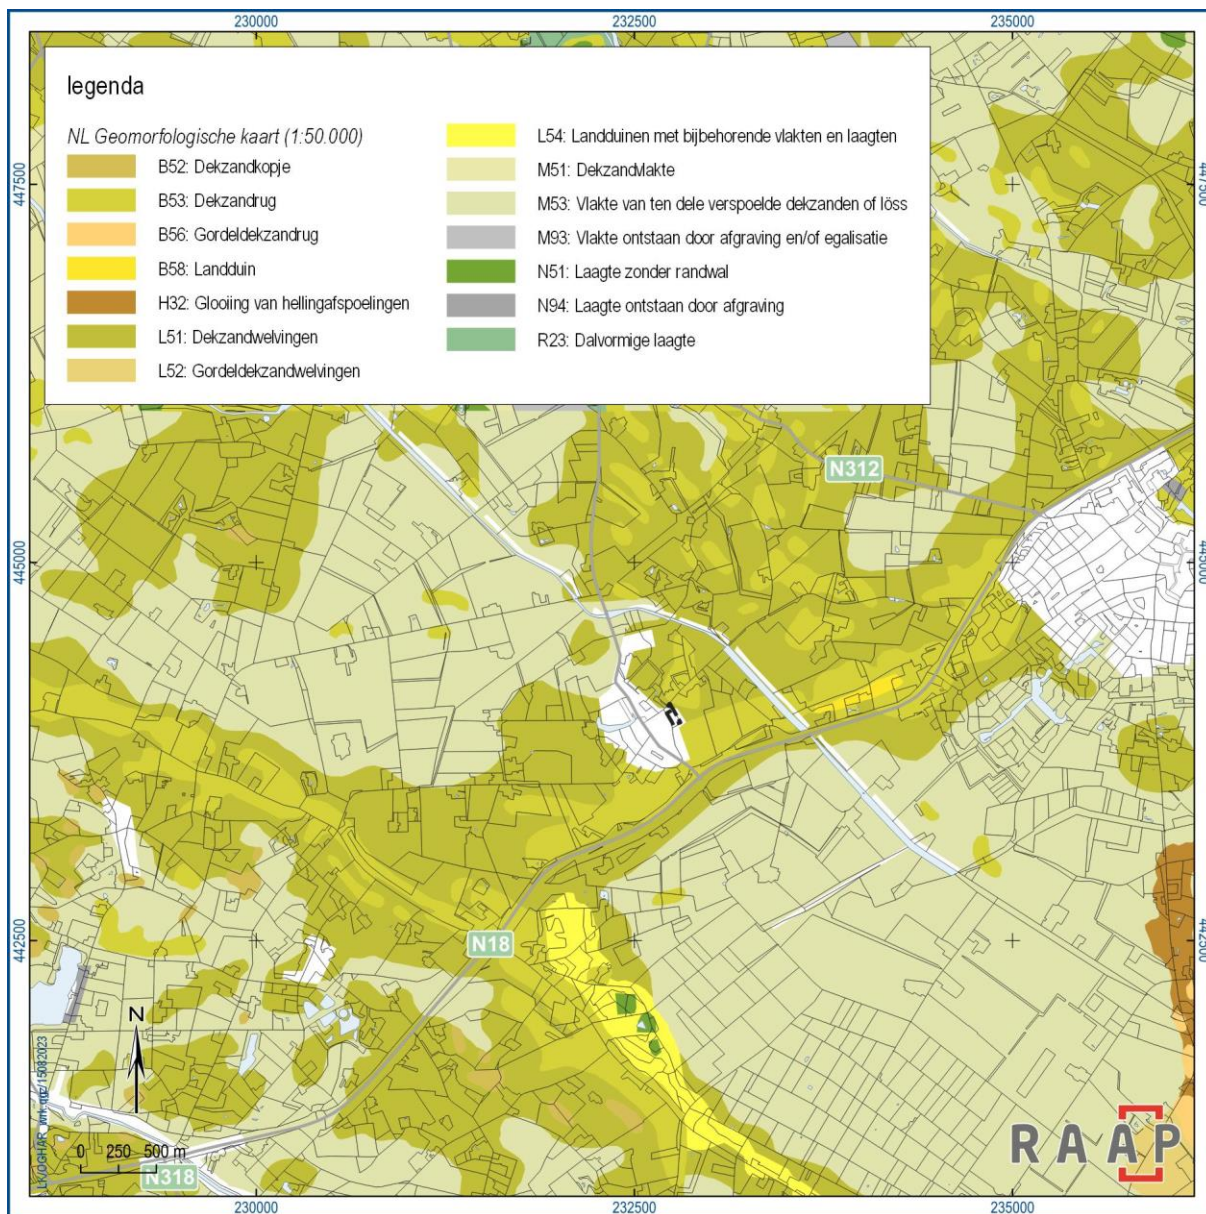 230000
232500
235000
legenda
NL Geomorfologische kaart (1:50.000)
B52: Dekzandkopje
B53: Dekzandrug
B56: Gordeldekzandrug
B58: Landduin
H32: Glooiing van hellingafspoelingen
L51: Dekzandwelvingen
L52: Gordeldekzandwelvingen
L54: Landduinen met bijbehorende vlakten en laagten
M51: Dekzandvlakte
M53: Vlakte van ten dele verspoelde dekzanden of löss
M93: Vlakte ontstaan door afgraving en/of egalisatie
N51: Laagte zonder randwal
N94: Laagte ontstaan door afgraving
R23: Dalvormige laagte
447500
447500
N312
445000
445000
N18
442500
442500
N
0 250 500 m
N318
RAAP
230000
232500
235000